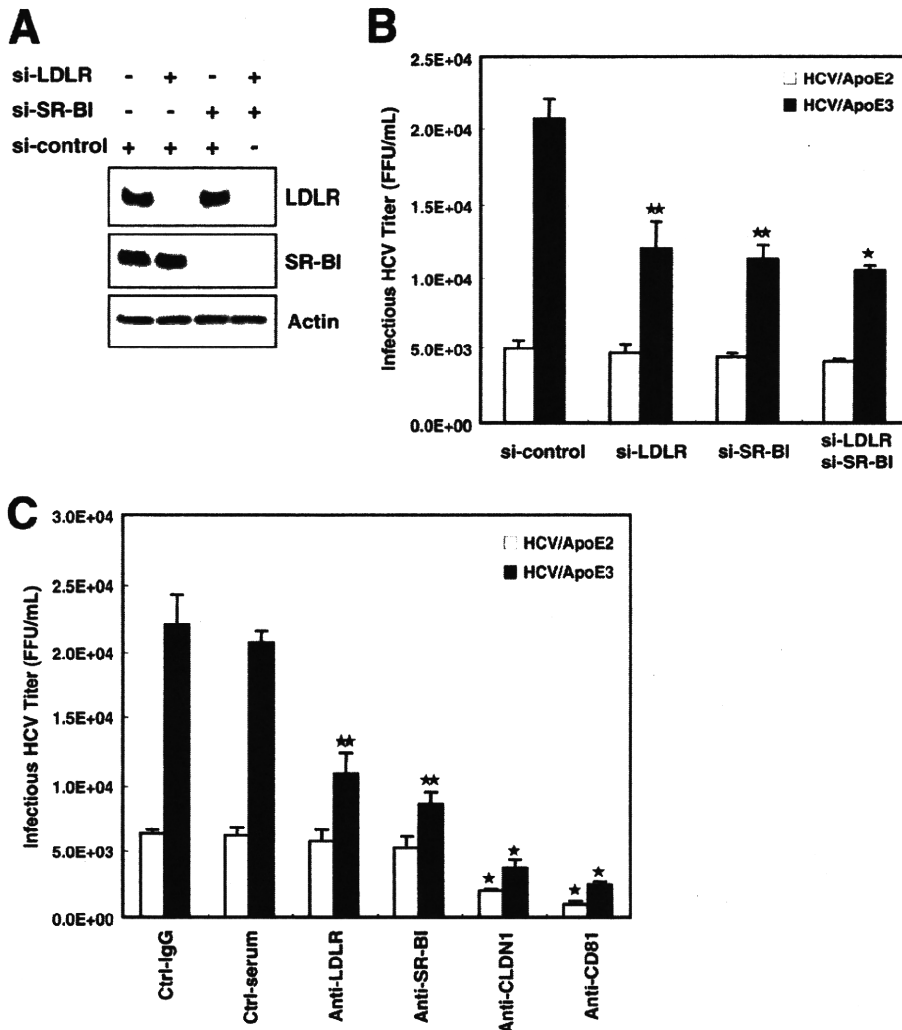 A
si-LDLR - + - +
si-SR-BI - - + +
si-control + + + -
LDLR
SR-BI
Actin
B
Infectious HCV Titer (FFU/mL)
2.5E+04
2.0E+04
1.5E+04
1.0E+04
5.0E+03
0.0E+00
HCV/ApoE2
HCV/ApoE3
★★
★★
★
si-control
si-LDLR
si-SR-BI
si-LDLR
si-SR-BI
C
Infectious HCV Titer (FFU/mL)
3.0E+04
2.5E+04
2.0E+04
1.5E+04
1.0E+04
5.0E+03
0.0E+00
HCV/ApoE2
HCV/ApoE3
★★
★★
★ ★
★ ★
Ctrl-IgG
Ctrl-serum
Anti-LDLR
Anti-SR-BI
Anti-CLDN1
Anti-CD81